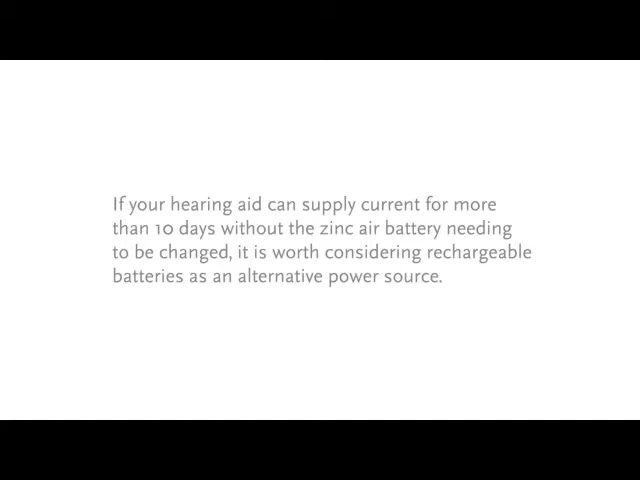 If your hearing aid can supply current for more
than 10 days without the zinc air battery needing
to be changed, it is worth considering rechargeable
batteries as an alternative power source.